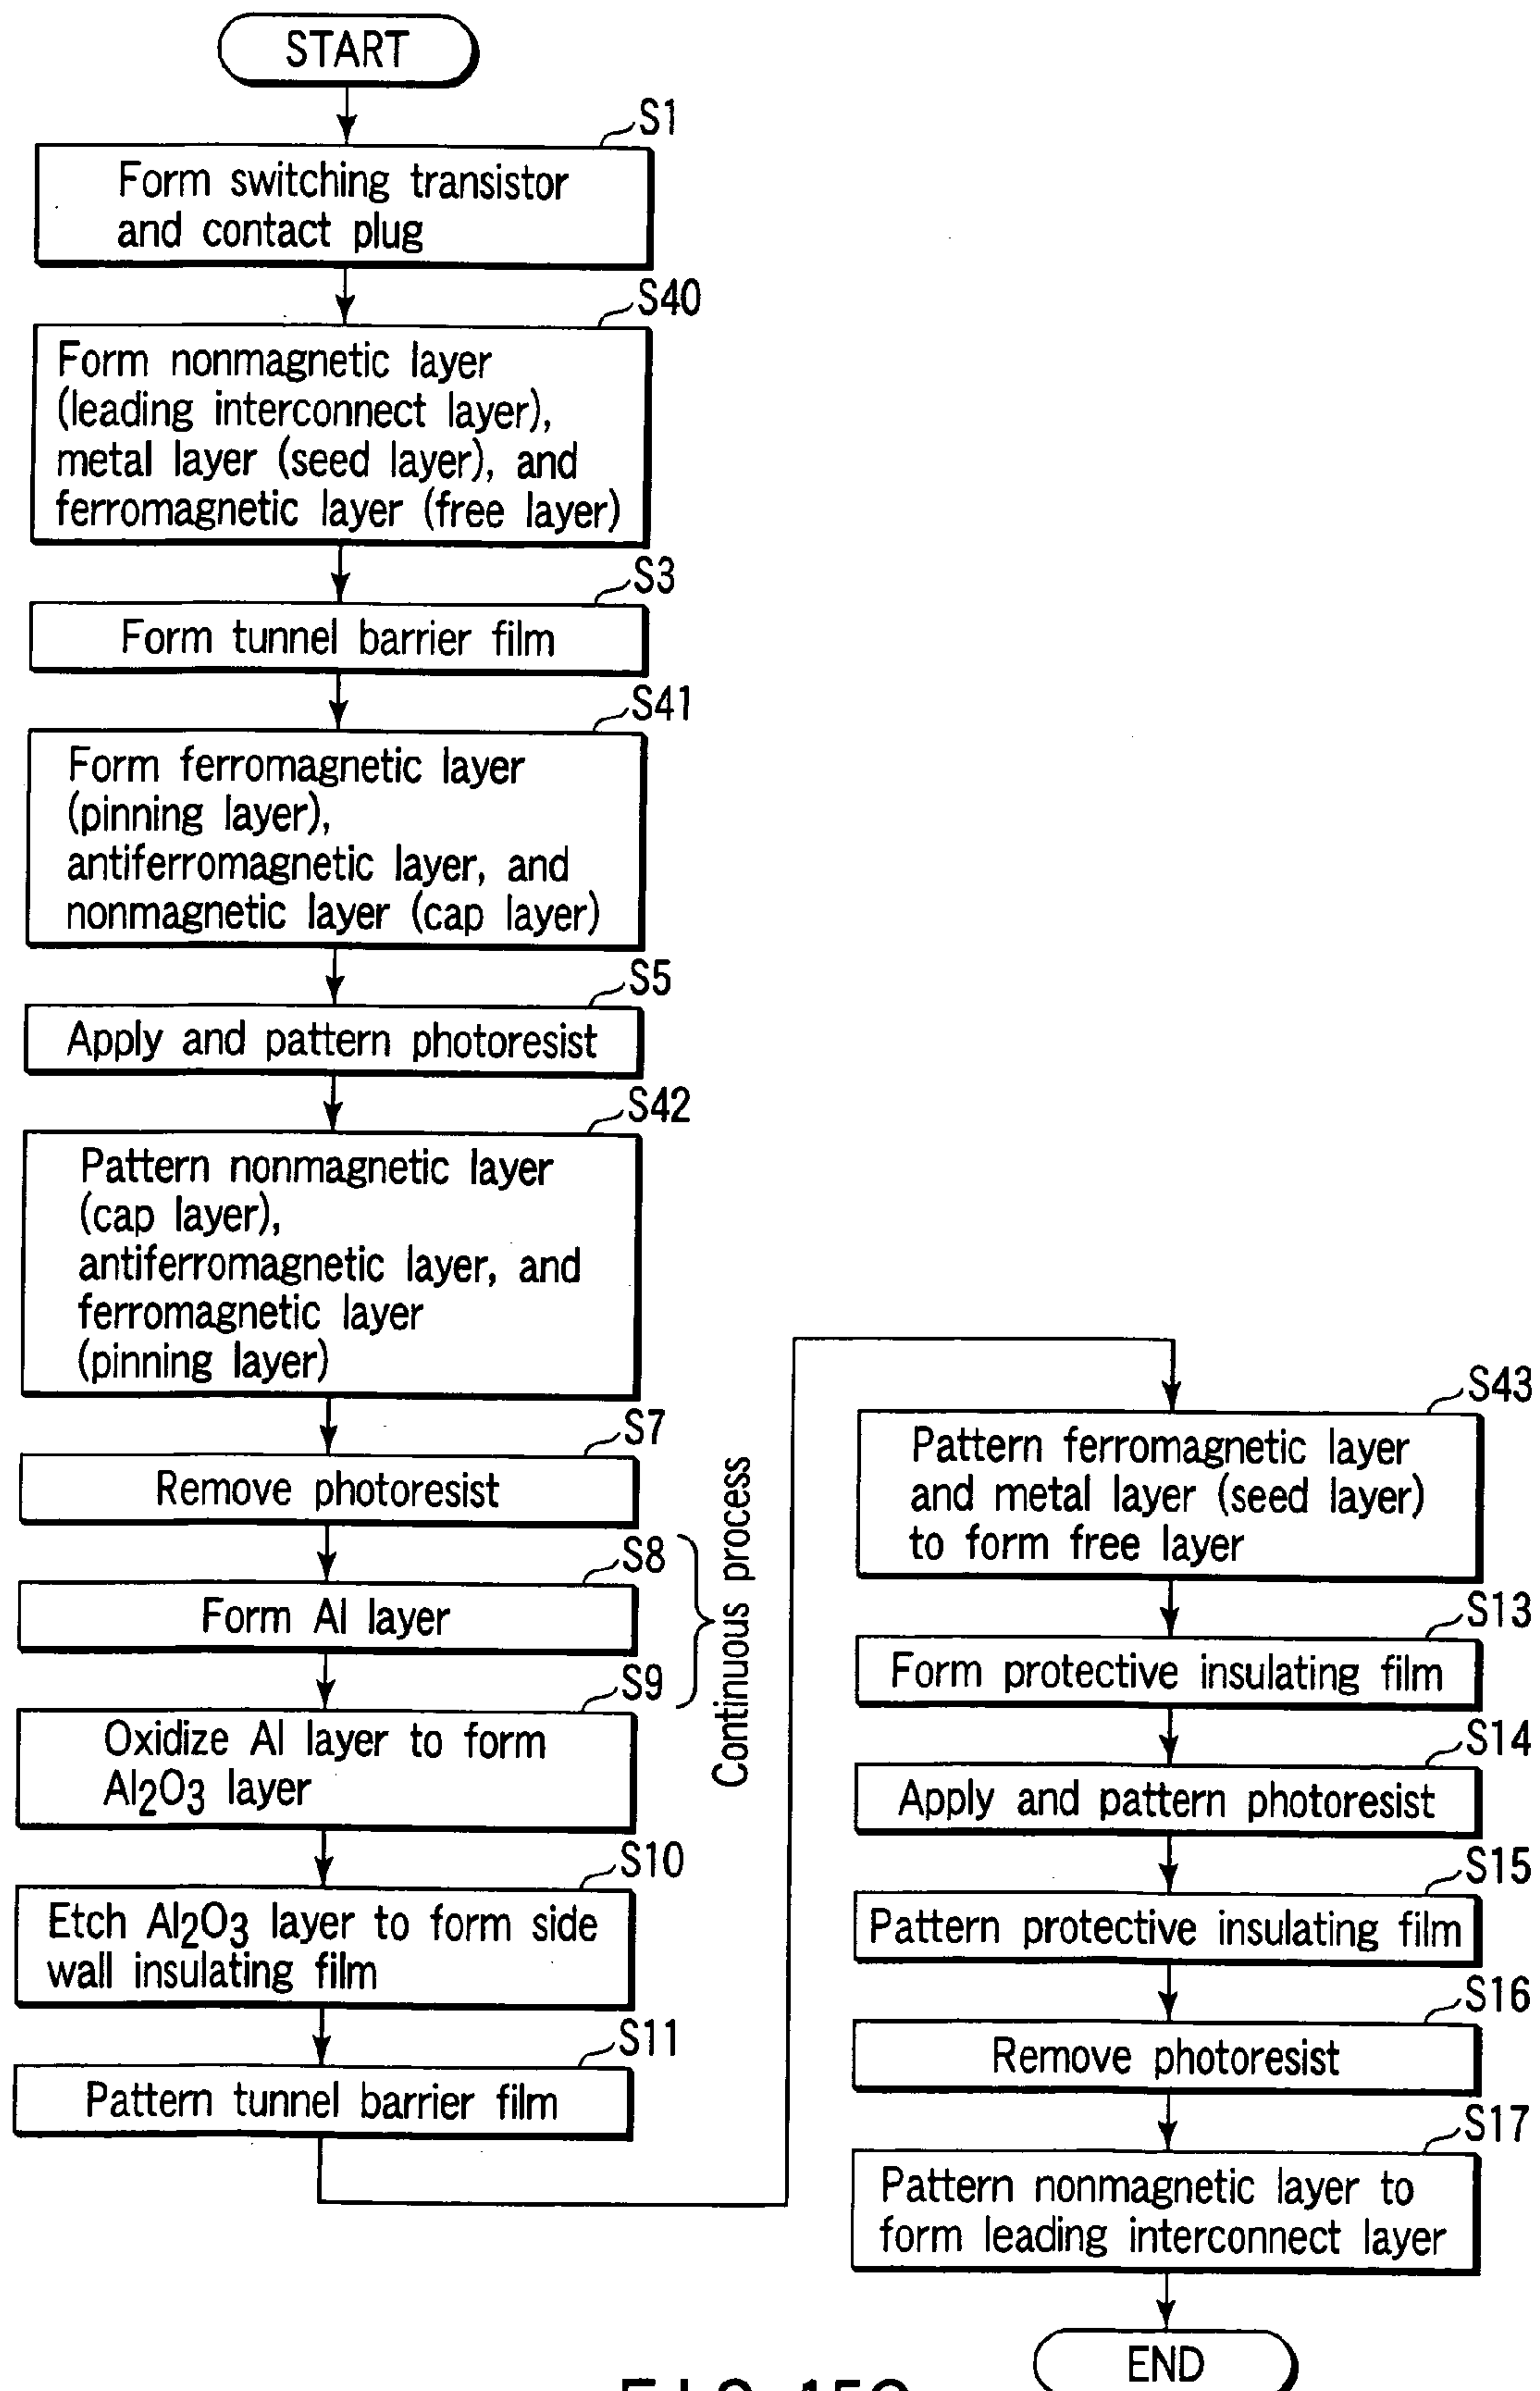 START
S1
Form switching transistor
and contact plug
S40
Form nonmagnetic layer
(leading interconnect layer),
metal layer (seed layer), and
ferromagnetic layer (free layer)
S3
Form tunnel barrier film
S41
Form ferromagnetic layer
(pinning layer),
antiferromagnetic layer, and
nonmagnetic layer (cap layer)
S5
Apply and pattern photoresist
S42
Pattern nonmagnetic layer
(cap layer),
antiferromagnetic layer, and
ferromagnetic layer
(pinning layer)
S7
Remove photoresist
S8
Form Al layer
S9
Oxidize Al layer to form
Al2O3 layer
Continuous process
S10
Etch Al2O3 layer to form side
wall insulating film
S11
Pattern tunnel barrier film
S43
Pattern ferromagnetic layer
and metal layer (seed layer)
to form free layer
S13
Form protective insulating film
S14
Apply and pattern photoresist
S15
Pattern protective insulating film
S16
Remove photoresist
S17
Pattern nonmagnetic layer to
form leading interconnect layer
END